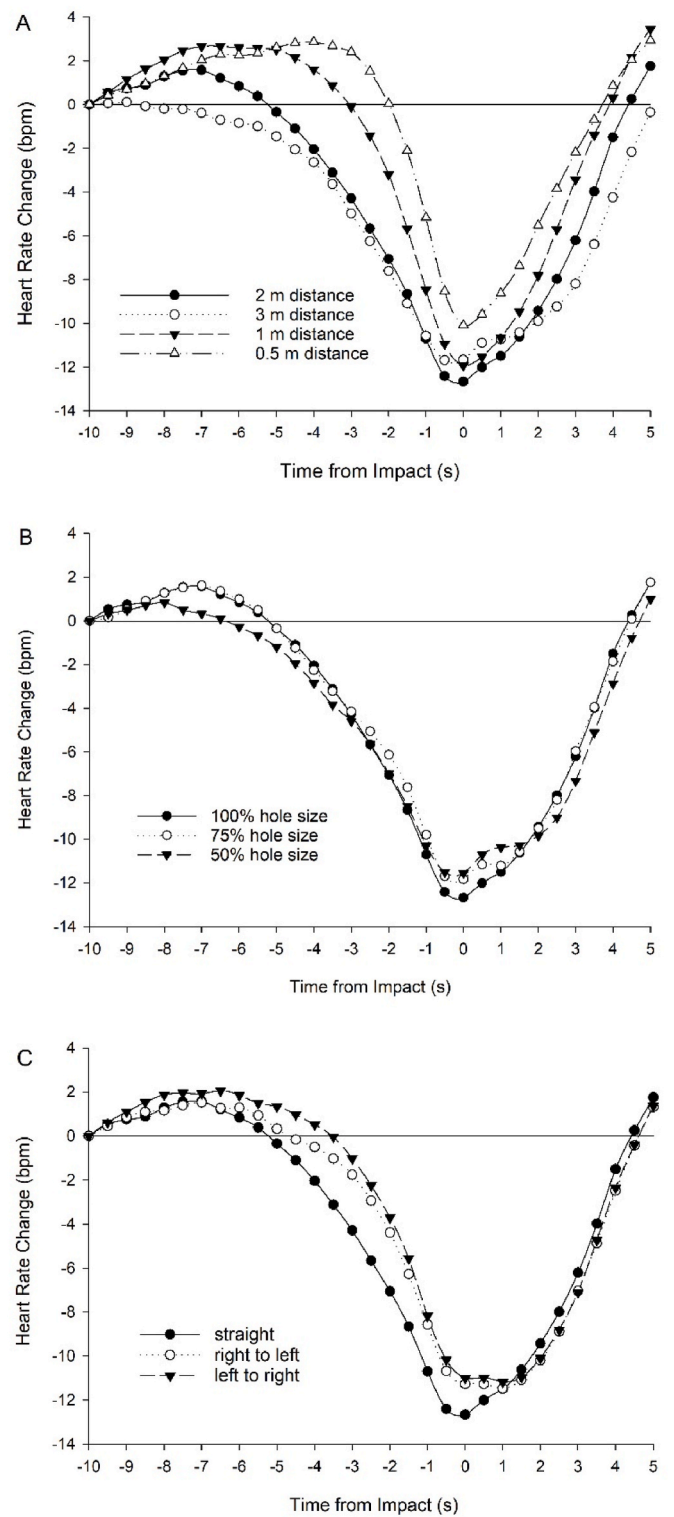 A
4
2
0
-2
-4
-6
-8
-10
-12
-14
Heart Rate Change (bpm)
2 m distance
3 m distance
1 m distance
0.5 m distance
-10 -9 -8 -7 -6 -5 -4 -3 -2 -1 0 1 2 3 4 5
Time from Impact (s)
B
4
2
0
-2
-4
-6
-8
-10
-12
-14
Heart Rate Change (bpm)
100% hole size
75% hole size
50% hole size
-10 -9 -8 -7 -6 -5 -4 -3 -2 -1 0 1 2 3 4 5
Time from Impact (s)
C
4
2
0
-2
-4
-6
-8
-10
-12
-14
Heart Rate Change (bpm)
straight
right to left
left to right
-10 -9 -8 -7 -6 -5 -4 -3 -2 -1 0 1 2 3 4 5
Time from Impact (s)